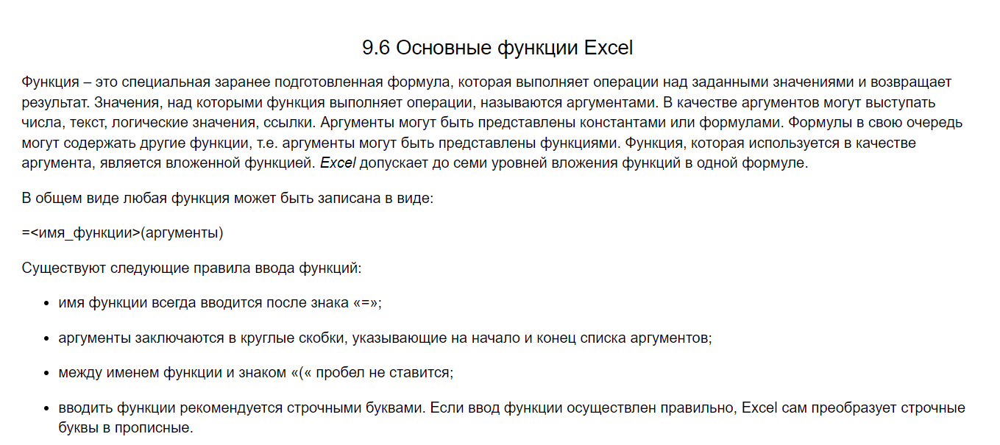 9.6 Основные функции Excel
Функция – это специальная заранее подготовленная формула, которая выполняет операции над заданными значениями и возвращает
результат. Значения, над которыми функция выполняет операции, называются аргументами. В качестве аргументов могут выступать
числа, текст, логические значения, ссылки. Аргументы могут быть представлены константами или формулами. Формулы в свою очередь
могут содержать другие функции, т.е. аргументы могут быть представлены функциями. Функция, которая используется в качестве
аргумента, является вложенной функцией. Excel допускает до семи уровней вложения функций в одной формуле.
В общем виде любая функция может быть записана в виде:
=<имя_функции>(аргументы)
Существуют следующие правила ввода функций:
• имя функции всегда вводится после знака «=»;
• аргументы заключаются в круглые скобки, указывающие на начало и конец списка аргументов;
• между именем функции и знаком «(« пробел не ставится;
• вводить функции рекомендуется строчными буквами. Если ввод функции осуществлен правильно, Excel сам преобразует строчные
буквы в прописные.